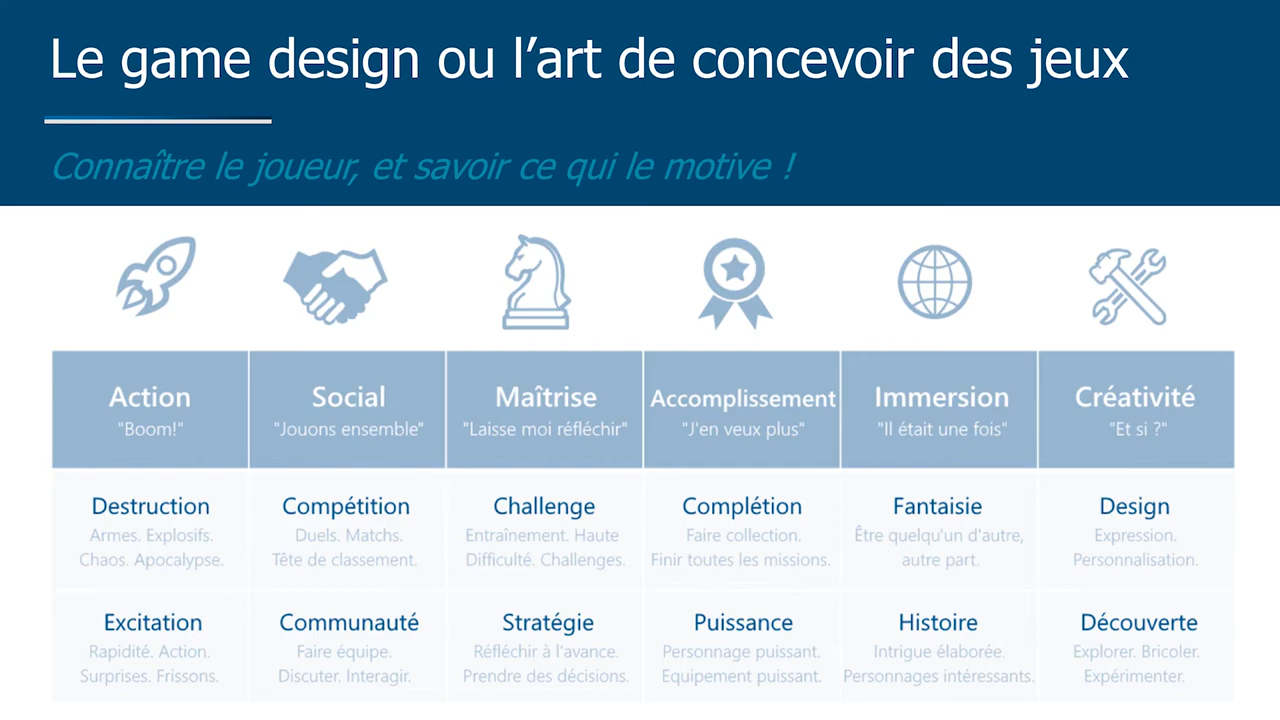 Le game design ou l’art de concevoir des jeux
Connaître le joueur, et savoir ce qui le motive !
Action
"Boom!"
Social
"Jouons ensemble"
Maîtrise
"Laisse moi réfléchir"
Accomplissement
"J'en veux plus"
Immersion
"Il était une fois"
Créativité
"Et si ?"
Destruction
Armes. Explosifs.
Chaos. Apocalypse.
Compétition
Duels. Matchs.
Tête de classement.
Challenge
Entraînement. Haute
Difficulté. Challenges.
Complétion
Faire collection.
Finir toutes les missions.
Fantaisie
Être quelqu'un d'autre,
autre part.
Design
Expression.
Personnalisation.
Excitation
Rapidité. Action.
Surprises. Frissons.
Communauté
Faire équipe.
Discuter. Interagir.
Stratégie
Réfléchir à l'avance.
Prendre des décisions.
Puissance
Personnage puissant.
Equipement puissant.
Histoire
Intrigue élaborée.
Personnages intéressants.
Découverte
Explorer. Bricoler.
Expérimenter.